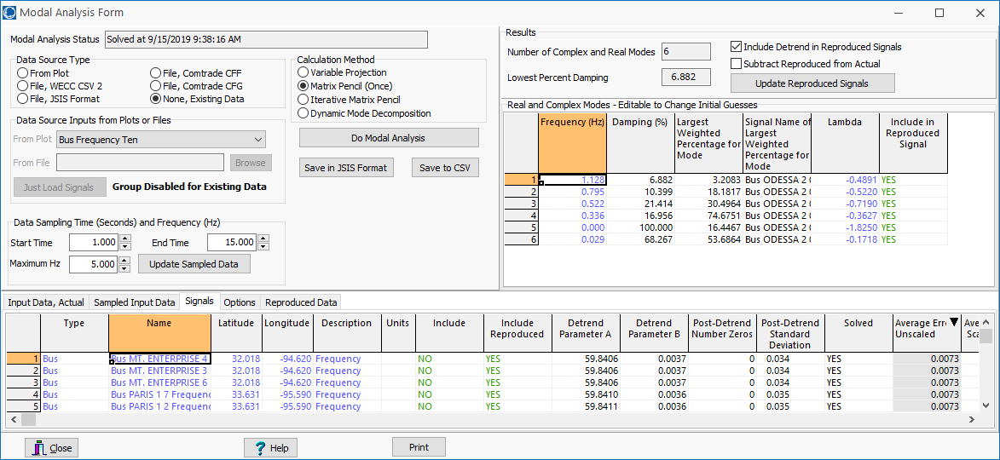 Modal Analysis Form
Modal Analysis Status Solved at 9/15/2019 9:38:16 AM
Data Source Type
From Plot
File, WECC CSV 2
File, JSIS Format
File, Comtrade CFF
File, Comtrade CFG
None, Existing Data
Data Source Inputs from Plots or Files
From Plot Bus Frequency Ten
From File Browse
Just Load Signals Group Disabled for Existing Data
Data Sampling Time (Seconds) and Frequency (Hz)
Start Time 1.000 End Time 15.000
Maximum Hz 5.000 Update Sampled Data
Calculation Method
Variable Projection
Matrix Pencil (Once)
Iterative Matrix Pencil
Dynamic Mode Decomposition
Do Modal Analysis
Save in JSIS Format Save to CSV
Results
Number of Complex and Real Modes 6
Lowest Percent Damping 6.882
Include Detrend in Reproduced Signals
Subtract Reproduced from Actual
Update Reproduced Signals
Real and Complex Modes - Editable to Change Initial Guesses
Frequency (Hz) Damping (%) Largest Weighted Percentage for Mode Signal Name of Largest Weighted Percentage for Mode Lambda Include in Reproduced Signal
1 1.128 6.882 3.2083 Bus ODESSA 2 -0.4891 YES
2 0.795 10.399 18.1817 Bus ODESSA 2 -0.5220 YES
3 0.522 21.414 30.4964 Bus ODESSA 2 -0.7190 YES
4 0.336 16.956 74.6751 Bus ODESSA 2 -0.3627 YES
5 0.000 100.000 16.4467 Bus ODESSA 2 -1.8250 YES
6 0.029 68.267 53.6864 Bus ODESSA 2 -0.1718 YES
Input Data, Actual Sampled Input Data Signals Options Reproduced Data
Type Name Latitude Longitude Description Units Include Include Reproduced Detrend Parameter A Detrend Parameter B Post-Detrend Number Zeros Post-Detrend Standard Deviation Solved Average Err Unscaled Ave Sca
1 Bus Bus MT. ENTERPRISE 4 32.018 -94.620 Frequency NO YES 59.8406 0.0037 0 0.034 YES 0.0073
2 Bus Bus MT. ENTERPRISE 3 32.018 -94.620 Frequency NO YES 59.8406 0.0037 0 0.034 YES 0.0073
3 Bus Bus MT. ENTERPRISE 6 32.018 -94.620 Frequency NO YES 59.8406 0.0037 0 0.034 YES 0.0073
4 Bus Bus PARIS 1 7 Frequenc 33.631 -95.590 Frequency NO YES 59.8410 0.0036 0 0.035 YES 0.0073
5 Bus Bus PARIS 1 2 Frequenc 33.631 -95.590 Frequency NO YES 59.8411 0.0036 0 0.035 YES 0.0073
Close Help Print